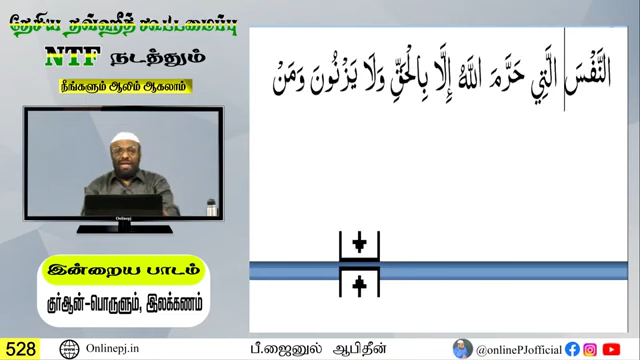 தேசிய தவ்ஹீத் கூட்டமைப்பு
NTF நடத்தும்
நீங்களும் ஆலிம் ஆகலாம்
النَّفْسَ الَّتِي حَرَّمَ اللَّهُ إِلَّا بِالْحَقِّ وَلَا يَزْنُونَ وَمَنْ
Onlinepj
இன்றைய பாடம்
குர்ஆன்-பொருளும், இலக்கணம்
528 Onlinepj.in பீ.ஜைனுல் ஆபிதீன் @onlinePJofficial